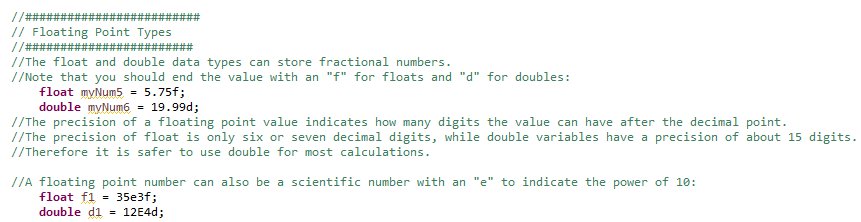 //#########################
// Floating Point Types
//########################
//The float and double data types can store fractional numbers.
//Note that you should end the value with an "f" for floats and "d" for doubles:
float myNum5 = 5.75f;
double myNum6 = 19.99d;
//The precision of a floating point value indicates how many digits the value can have after the decimal point.
//The precision of float is only six or seven decimal digits, while double variables have a precision of about 15 digits.
//Therefore it is safer to use double for most calculations.
//A floating point number can also be a scientific number with an "e" to indicate the power of 10:
float f1 = 35e3f;
double d1 = 12E4d;